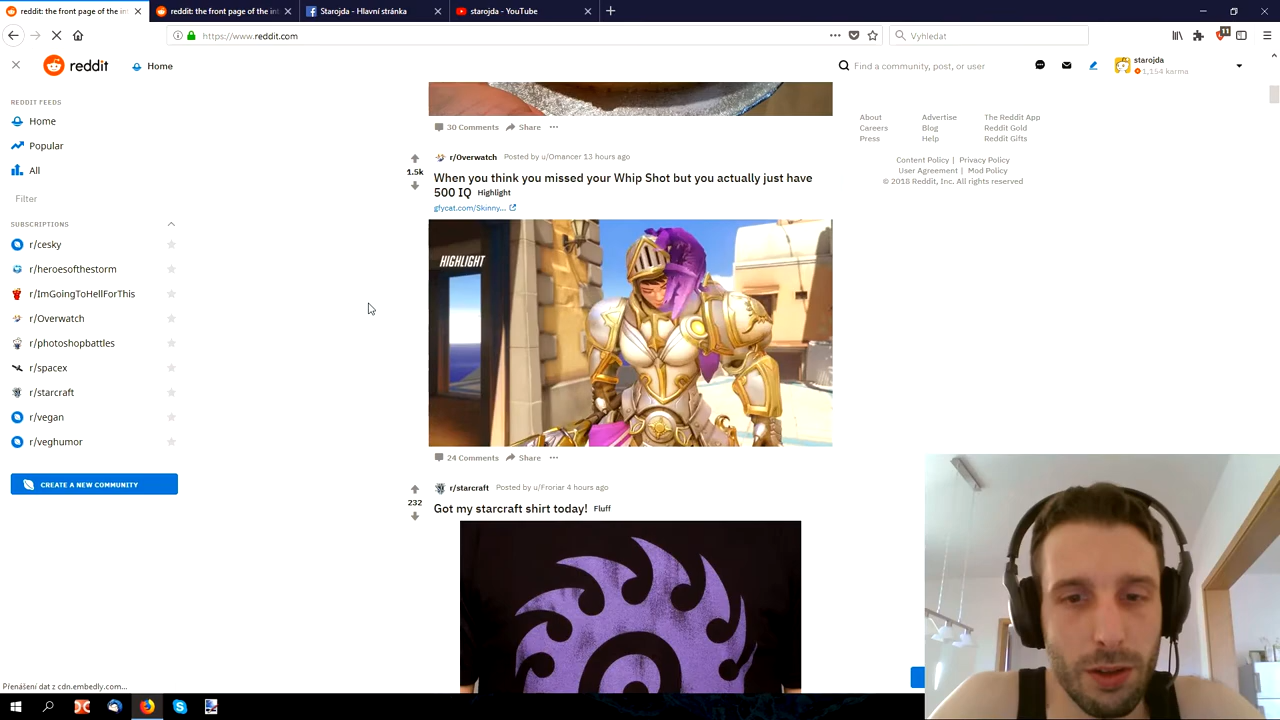 reddit: the front page of the in
reddit: the front page of the int
Starojda - Hlavní stránka
starojda - YouTube
https://www.reddit.com
Vyhledat
11
reddit
Home
Find a community, post, or user
starojda
1,154 karma
REDDIT FEEDS
Home
Popular
All
Filter
SUBSCRIPTIONS
r/cesky
r/heroesofthestorm
r/ImGoingToHellForThis
r/Overwatch
r/photoshopbattles
r/spacex
r/starcraft
r/vegan
r/veghumor
CREATE A NEW COMMUNITY
30 Comments Share
1.5k
r/Overwatch Posted by u/Omancer 13 hours ago
When you think you missed your Whip Shot but you actually just have
500 IQ Highlight
gfycat.com/Skinny...
HIGHLIGHT
24 Comments Share
232
r/starcraft Posted by u/Froriar 4 hours ago
Got my starcraft shirt today! Fluff
About Advertise The Reddit App
Careers Blog Reddit Gold
Press Help Reddit Gifts
Content Policy | Privacy Policy
User Agreement | Mod Policy
© 2018 Reddit, Inc. All rights reserved
Přenášení dat z cdn.embedly.com...